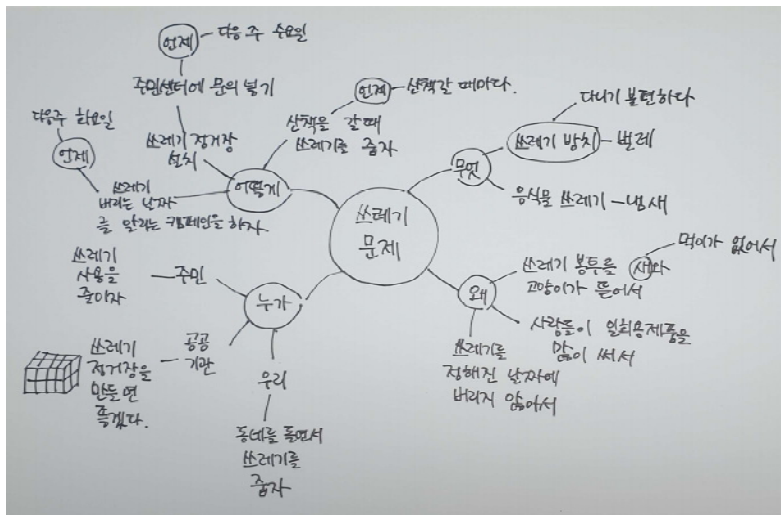 쓰레기
문제
어떻게
언제
다음 주 수요일
주민센터에 문의 넣기
쓰레기 정거장
설치
언제
산책갈 때마다.
산책을 갈 때
쓰레기를 줍자
다음주 화요일
언제
쓰레기
버리는 날짜
를 알리는 캠페인을 하자.
무엇
다니기 불편하다
쓰레기 방치 - 벌레
음식물 쓰레기 - 냄새
왜
먹이가 없어서
쓰레기 봉투를 새와
고양이가 뜯어서
사람들이 일회용제품을
많이 써서
쓰레기를
정해진 날짜에
버리지 않아서
누가
주민
쓰레기
사용을
줄이자
공공
기관
쓰레기
정거장을
만들면
좋겠다.
우리
동네를 돌면서
쓰레기를
줍자